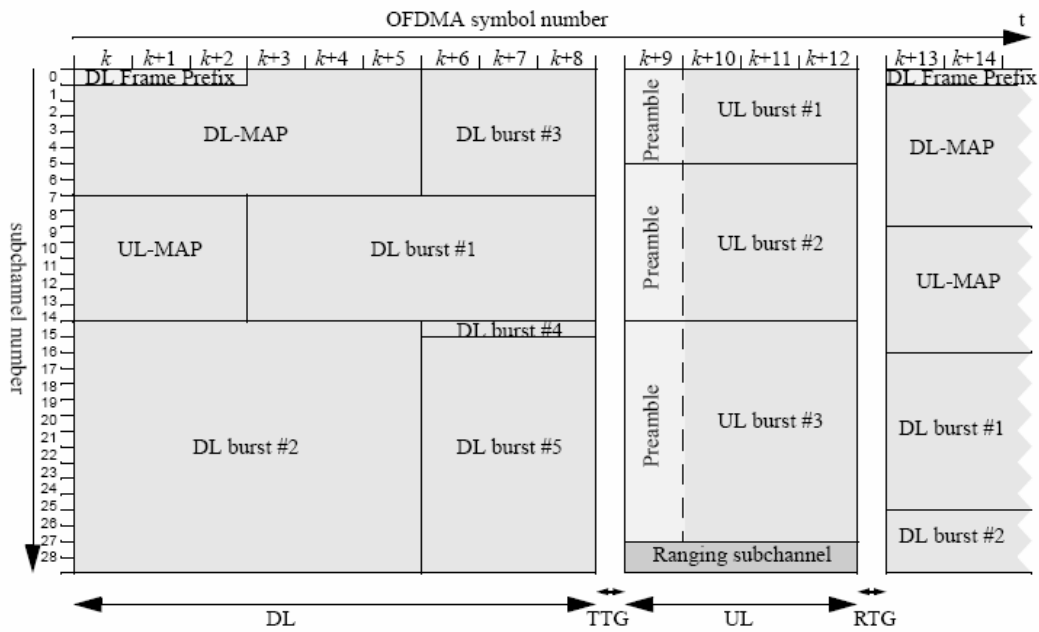 OFDMA symbol number
t
k k+1 k+2 k+3 k+4 k+5 k+6 k+7 k+8 k+9 k+10 k+11 k+12 k+13 k+14
subchannel number
0
1
2
3
4
5
6
7
8
9
10
11
12
13
14
15
16
17
18
19
20
21
22
23
24
25
26
27
28
DL Frame Prefix
DL-MAP
DL burst #3
UL-MAP
DL burst #1
DL burst #4
DL burst #2
DL burst #5
Preamble
UL burst #1
Preamble
UL burst #2
Preamble
UL burst #3
Ranging subchannel
DL Frame Prefix
DL-MAP
UL-MAP
DL burst #1
DL burst #2
DL
TTG
UL
RTG